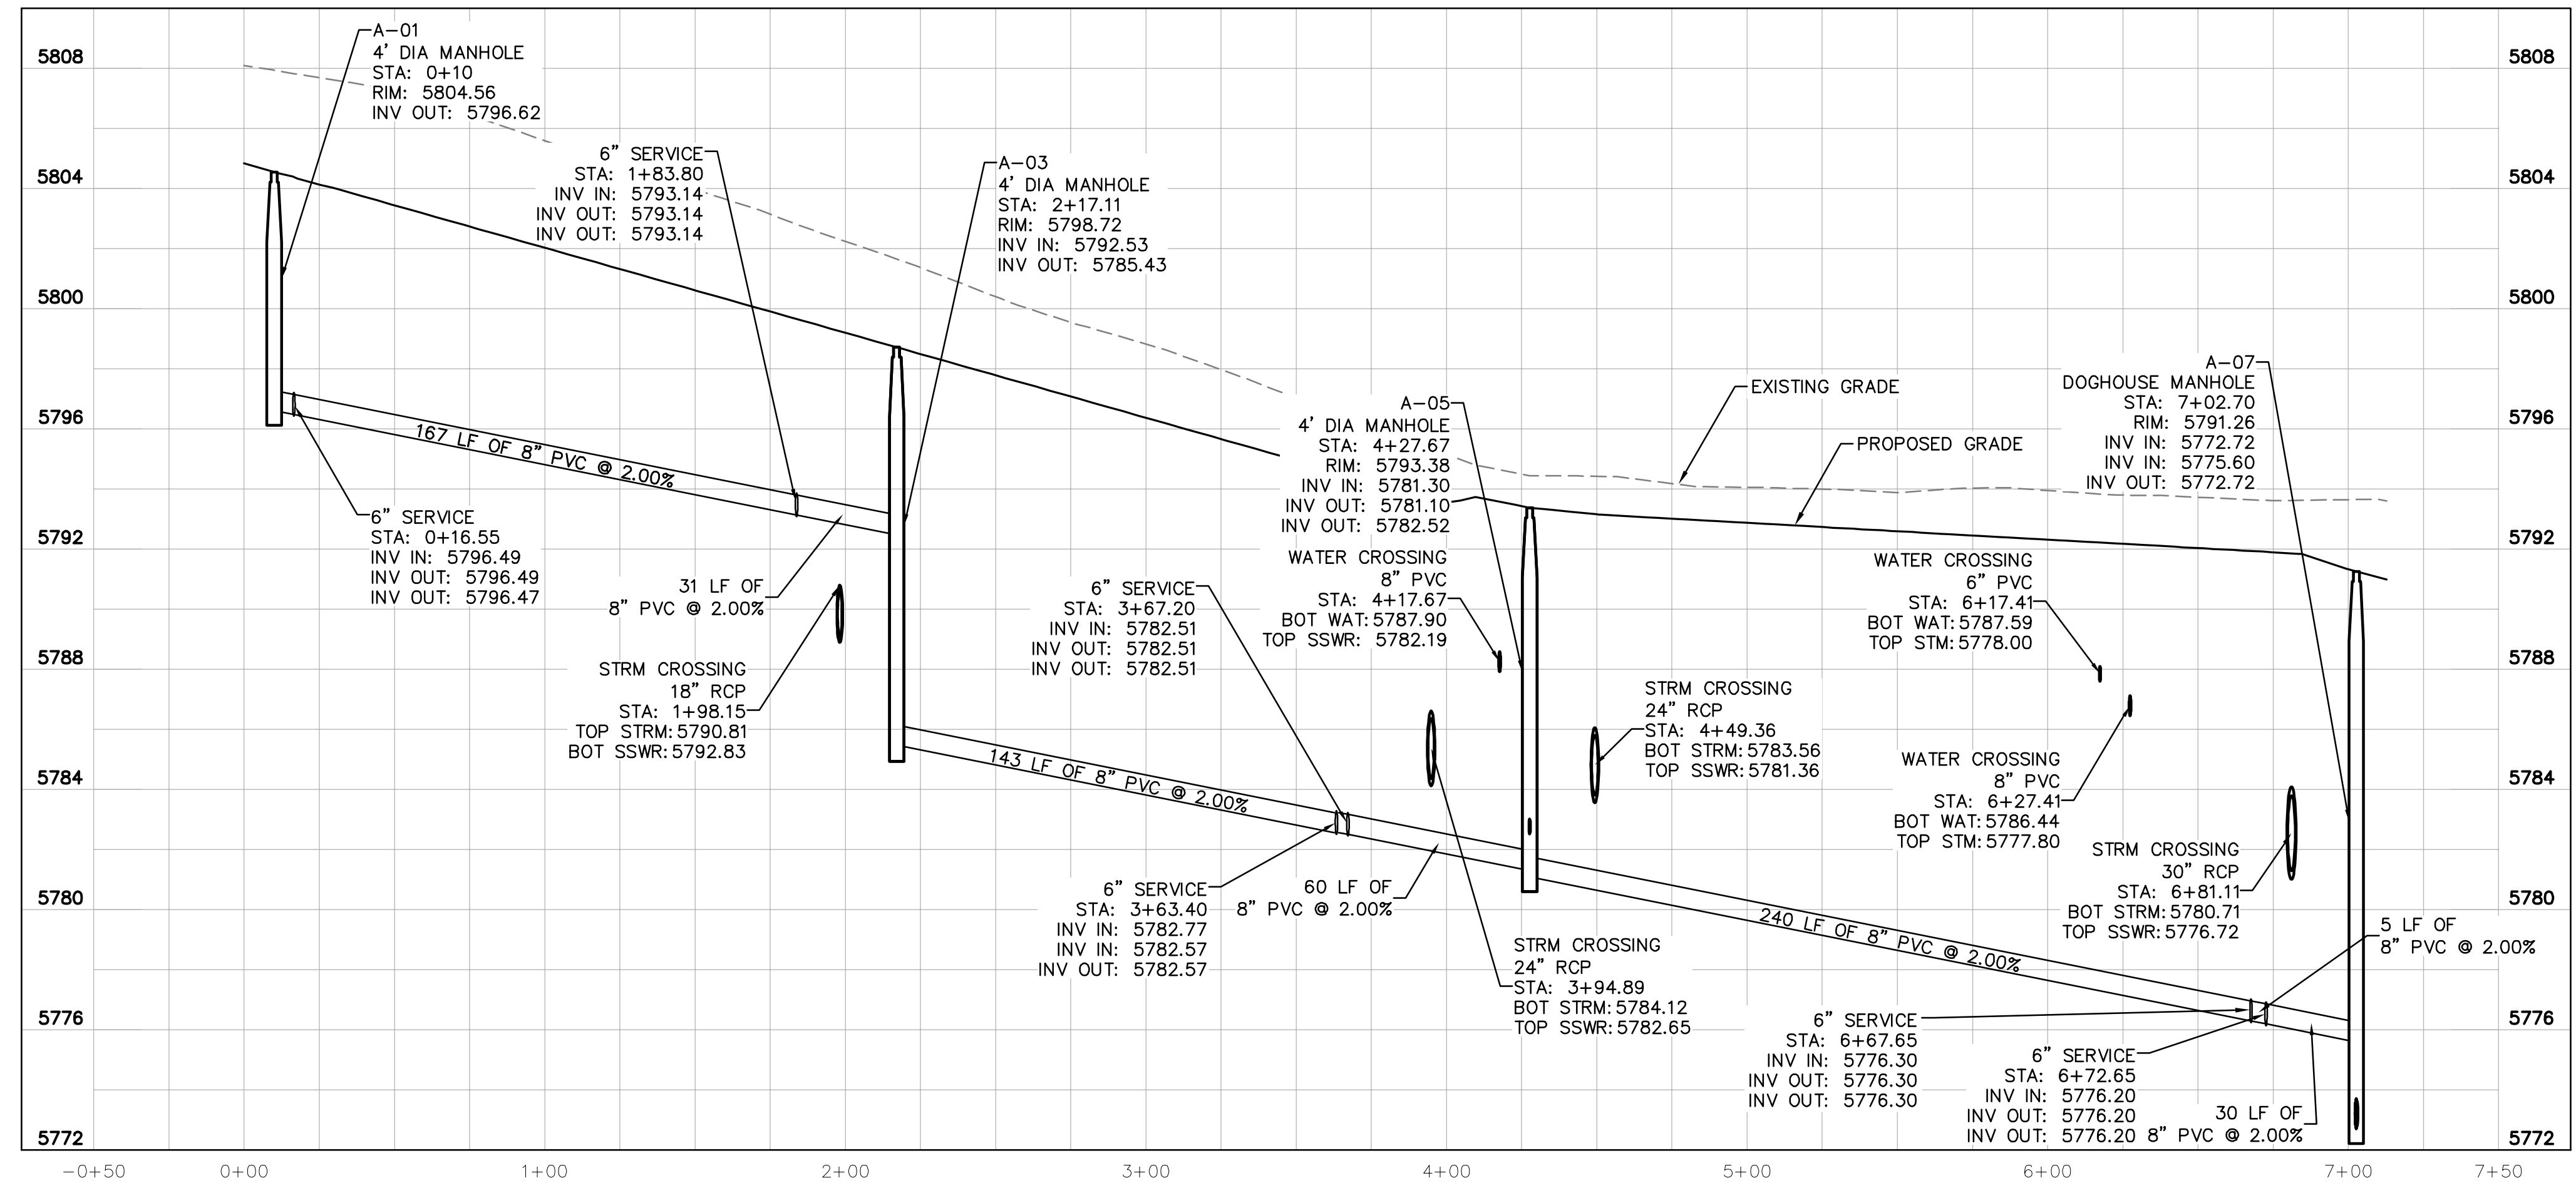 A-01
4' DIA MANHOLE
STA: 0+10
RIM: 5804.56
INV OUT: 5796.62
6" SERVICE
STA: 1+83.80
INV IN: 5793.14
INV OUT: 5793.14
INV OUT: 5793.14
A-03
4' DIA MANHOLE
STA: 2+17.11
RIM: 5798.72
INV IN: 5792.53
INV OUT: 5785.43
A-05
4' DIA MANHOLE
STA: 4+27.67
RIM: 5793.38
INV IN: 5781.30
INV OUT: 5781.10
INV OUT: 5782.52
EXISTING GRADE
PROPOSED GRADE
A-07
DOGHOUSE MANHOLE
STA: 7+02.70
RIM: 5791.26
INV IN: 5772.72
INV IN: 5775.60
INV OUT: 5772.72
167 LF OF 8" PVC @ 2.00%
6" SERVICE
STA: 0+16.55
INV IN: 5796.49
INV OUT: 5796.49
INV OUT: 5796.47
31 LF OF
8" PVC @ 2.00%
STRM CROSSING
18" RCP
STA: 1+98.15
TOP STRM: 5790.81
BOT SSWR: 5792.83
6" SERVICE
STA: 3+67.20
INV IN: 5782.51
INV OUT: 5782.51
INV OUT: 5782.51
WATER CROSSING
8" PVC
STA: 4+17.67
BOT WAT: 5787.90
TOP SSWR: 5782.19
WATER CROSSING
6" PVC
STA: 6+17.41
BOT WAT: 5787.59
TOP STM: 5778.00
STRM CROSSING
24" RCP
STA: 4+49.36
BOT STRM: 5783.56
TOP SSWR: 5781.36
WATER CROSSING
8" PVC
STA: 6+27.41
BOT WAT: 5786.44
TOP STM: 5777.80
143 LF OF 8" PVC @ 2.00%
STRM CROSSING
30" RCP
STA: 6+81.11
BOT STRM: 5780.71
TOP SSWR: 5776.72
6" SERVICE
STA: 3+63.40
INV IN: 5782.77
INV IN: 5782.57
INV OUT: 5782.57
60 LF OF
8" PVC @ 2.00%
240 LF OF 8" PVC @ 2.00%
5 LF OF
8" PVC @ 2.00%
STRM CROSSING
24" RCP
STA: 3+94.89
BOT STRM: 5784.12
TOP SSWR: 5782.65
6" SERVICE
STA: 6+67.65
INV IN: 5776.30
INV OUT: 5776.30
INV OUT: 5776.30
6" SERVICE
STA: 6+72.65
INV IN: 5776.20
INV OUT: 5776.20
INV OUT: 5776.20
30 LF OF
8" PVC @ 2.00%
5808
5804
5800
5796
5792
5788
5784
5780
5776
5772
5808
5804
5800
5796
5792
5788
5784
5780
5776
5772
-0+50
0+00
1+00
2+00
3+00
4+00
5+00
6+00
7+00
7+50